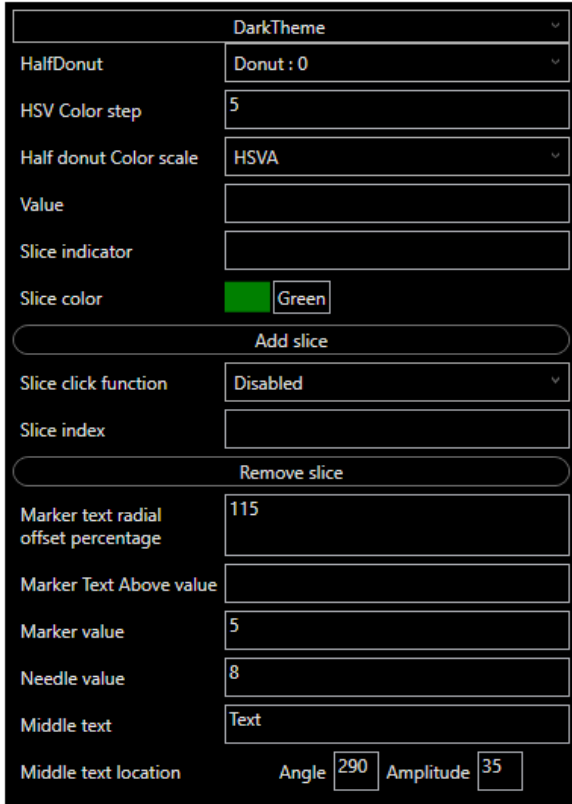 DarkTheme
HalfDonut Donut : 0
HSV Color step 5
Half donut Color scale HSVA
Value
Slice indicator
Slice color Green
Add slice
Slice click function Disabled
Slice index
Remove slice
Marker text radial 115
offset percentage
Marker Text Above value
Marker value 5
Needle value 8
Middle text Text
Middle text location Angle 290 Amplitude 35